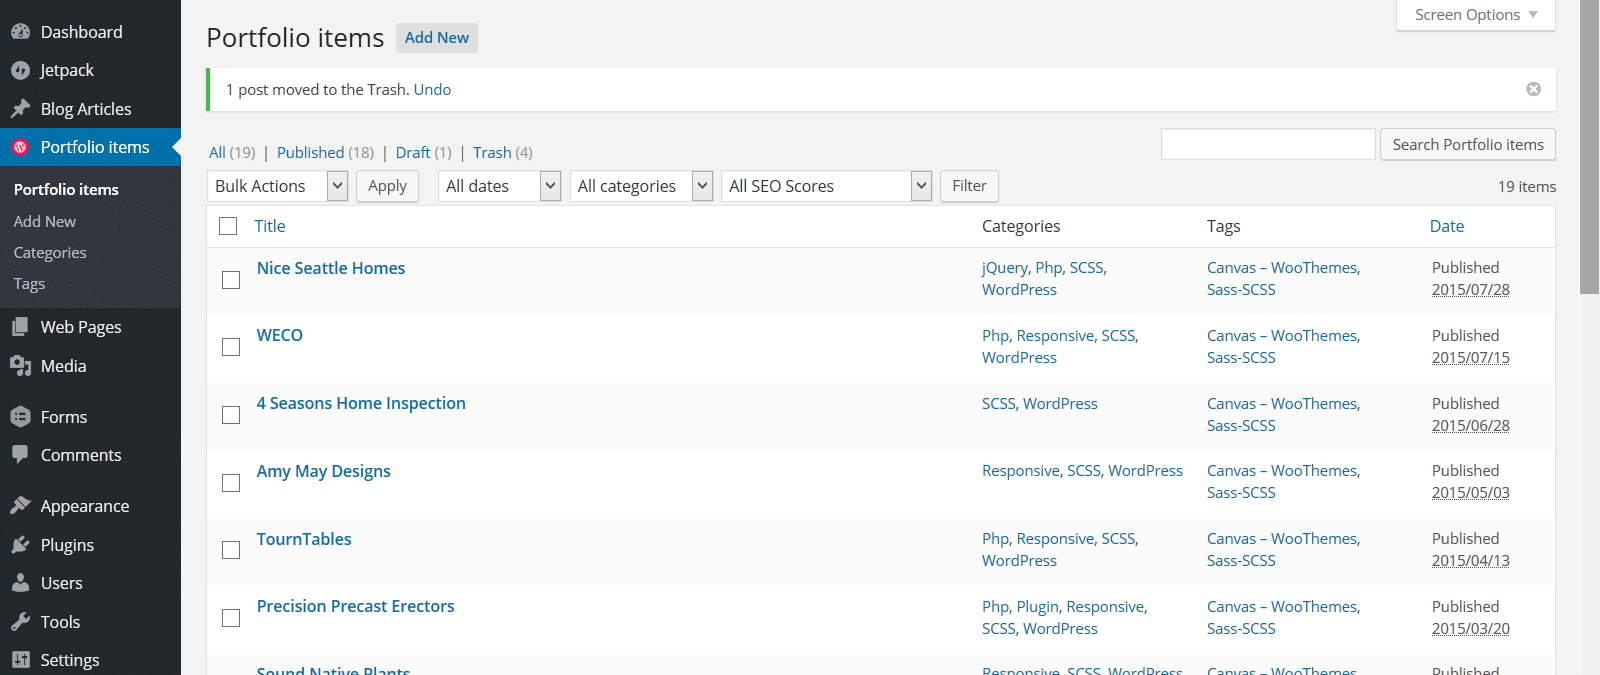 Dashboard
Jetpack
Blog Articles
Portfolio items
Portfolio items
Add New
Categories
Tags
Web Pages
Media
Forms
Comments
Appearance
Plugins
Users
Tools
Settings
Screen Options
Portfolio items Add New
1 post moved to the Trash. Undo
All (19) | Published (18) | Draft (1) | Trash (4)
Search Portfolio items
Bulk Actions Apply All dates All categories All SEO Scores Filter 19 items
Title Categories Tags Date
Nice Seattle Homes jQuery, Php, SCSS, Canvas – WooThemes, Published
WordPress Sass-SCSS 2015/07/28
WECO Php, Responsive, SCSS, Canvas – WooThemes, Published
WordPress Sass-SCSS 2015/07/15
4 Seasons Home Inspection SCSS, WordPress Canvas – WooThemes, Published
Sass-SCSS 2015/06/28
Amy May Designs Responsive, SCSS, WordPress Canvas – WooThemes, Published
Sass-SCSS 2015/05/03
TournTables Php, Responsive, SCSS, Canvas – WooThemes, Published
WordPress Sass-SCSS 2015/04/13
Precision Precast Erectors Php, Plugin, Responsive, Canvas – WooThemes, Published
SCSS, WordPress Sass-SCSS 2015/03/20
Sound Native Plants Responsive, SCSS, WordPress Canvas – WooThemes, Published